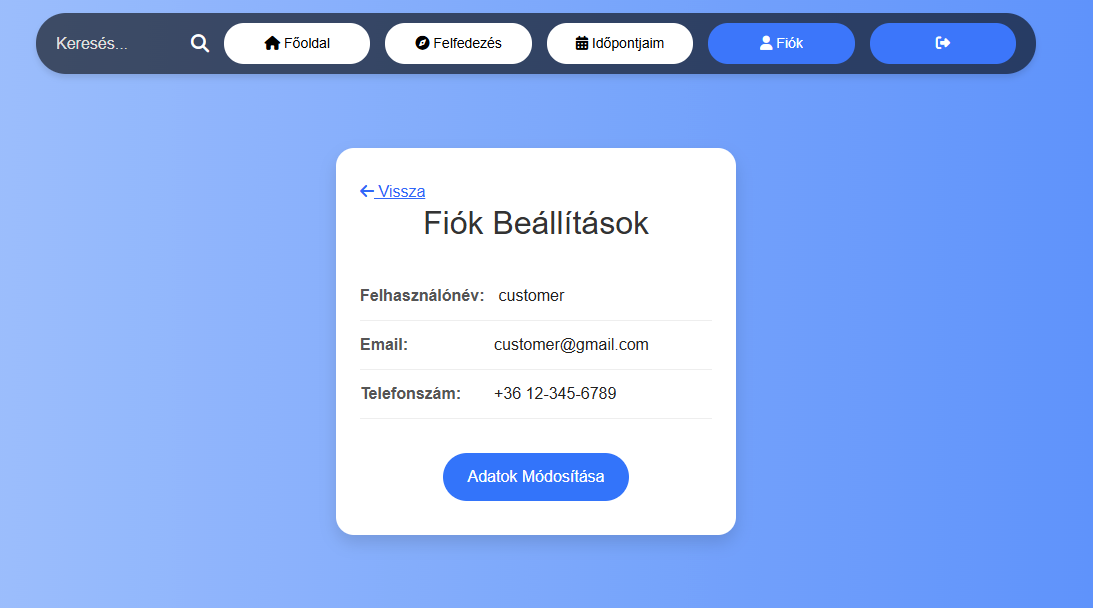 Keresés... Főoldal Felfedezés Időpontjaim Fiók
Vissza
Fiók Beállítások
Felhasználónév: customer
Email: customer@gmail.com
Telefonszám: +36 12-345-6789
Adatok Módosítása